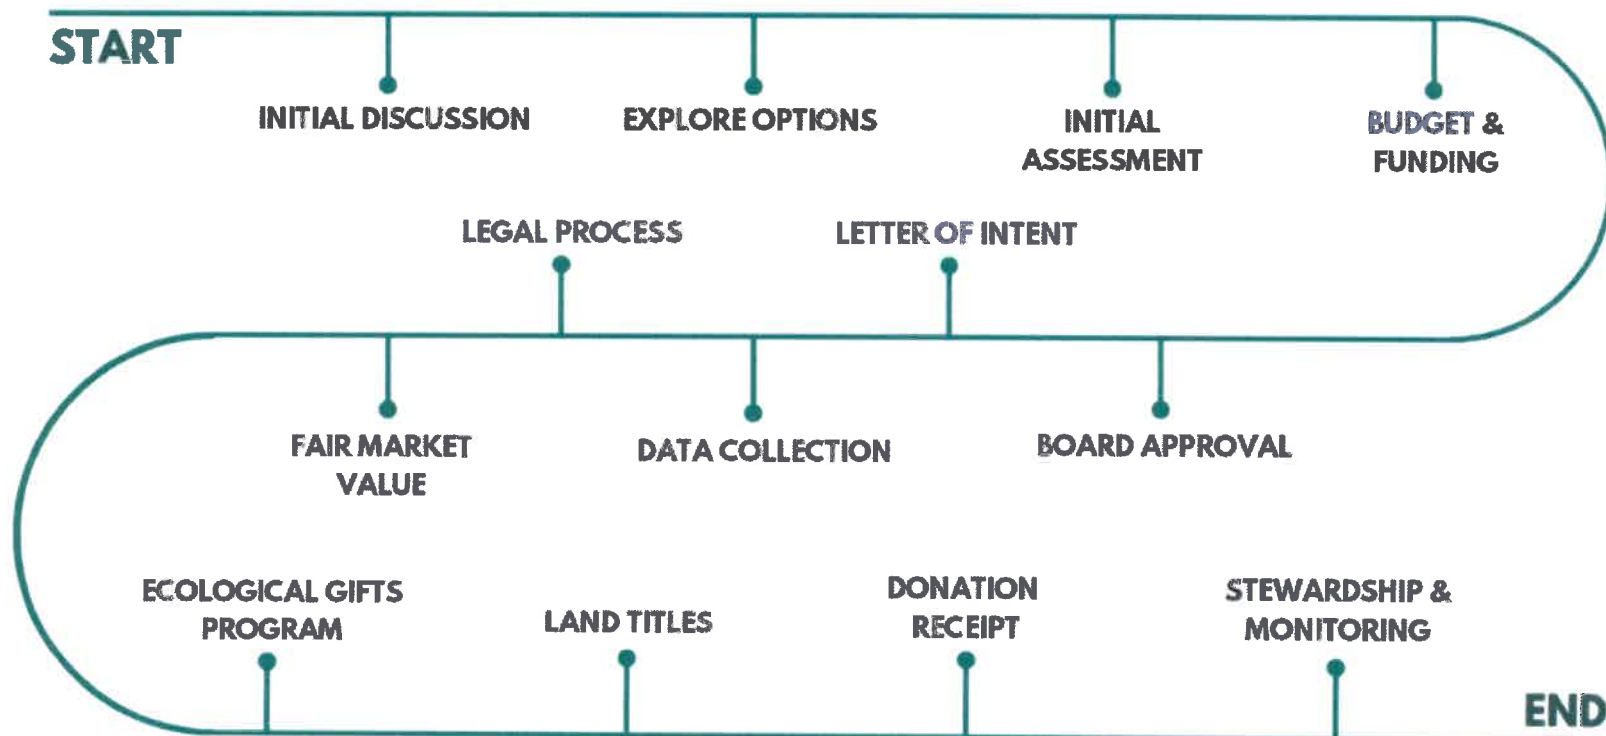 START
INITIAL DISCUSSION
EXPLORE OPTIONS
INITIAL
ASSESSMENT
BUDGET &
FUNDING
LEGAL PROCESS
LETTER OF INTENT
FAIR MARKET
VALUE
DATA COLLECTION
BOARD APPROVAL
ECOLOGICAL GIFTS
PROGRAM
LAND TITLES
DONATION
RECEIPT
STEWARDSHIP &
MONITORING
END